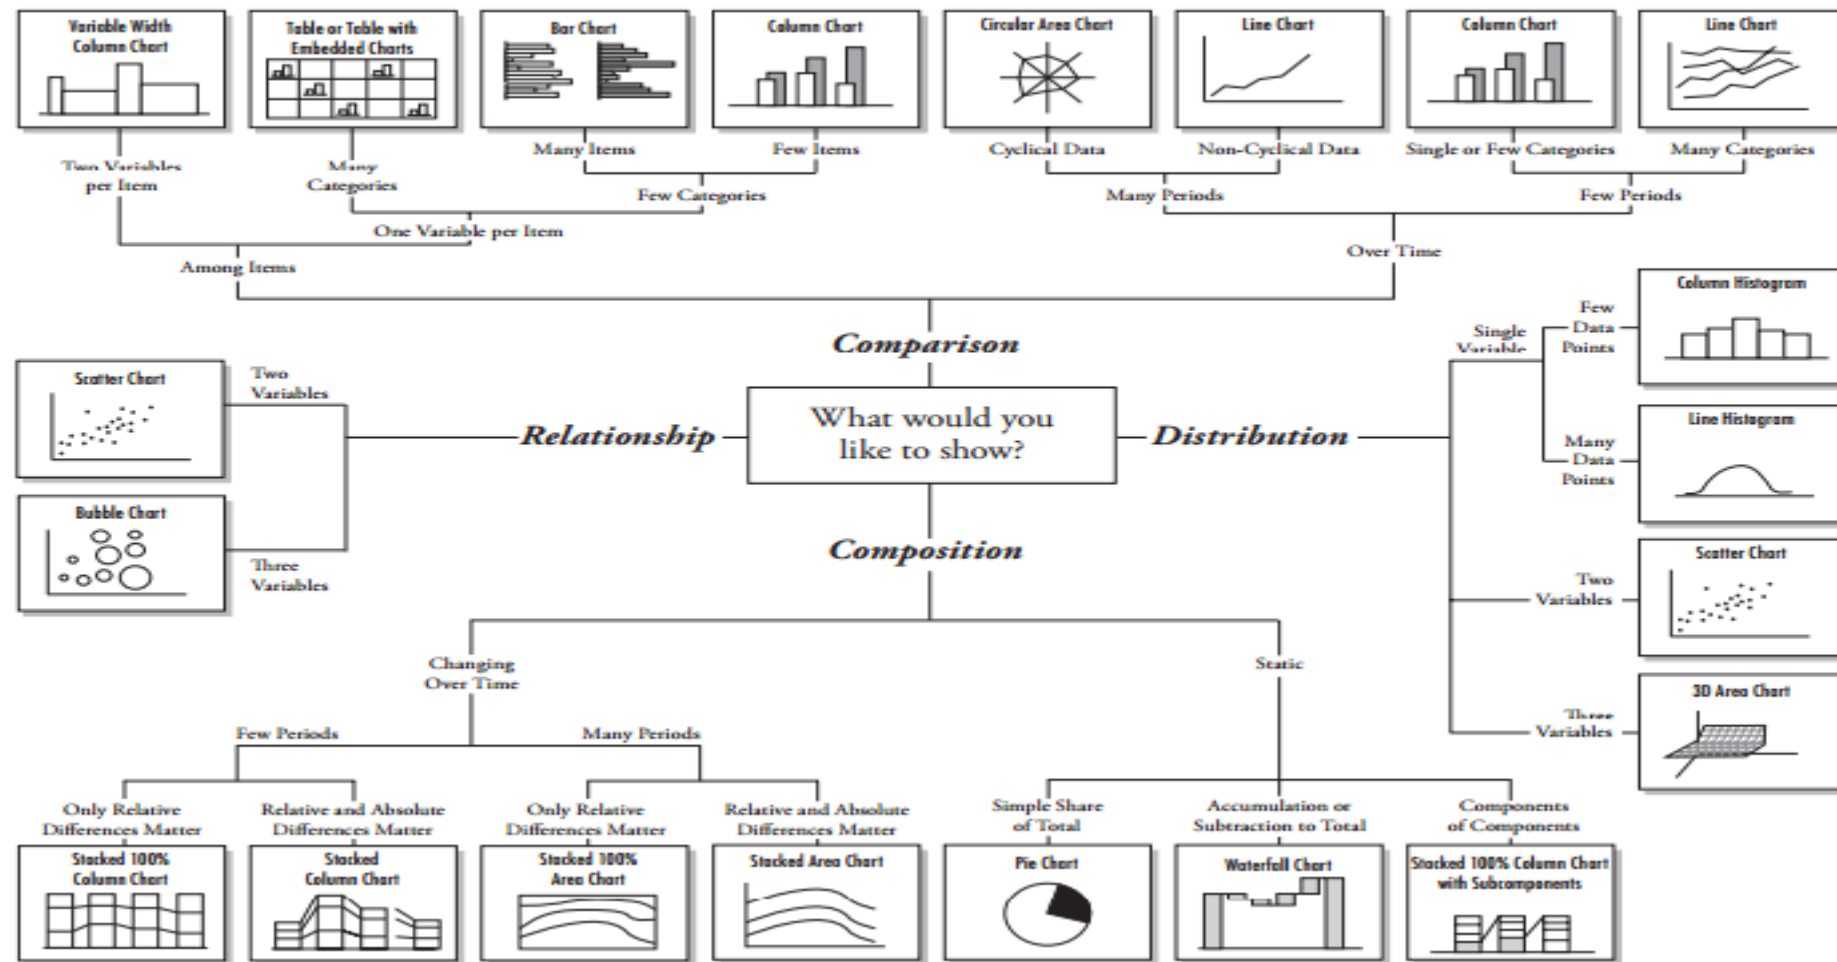 Variable Width
Column Chart
Table or Table with
Embedded Charts
Bar Chart
Column Chart
Circular Area Chart
Line Chart
Column Chart
Line Chart
Two Variables
per Item
Many
Categories
Many Items
Few Items
Cyclical Data
Non-Cyclical Data
Single or Few Categories
Many Categories
Few Categories
Many Periods
Few Periods
One Variable per Item
Over Time
Among Items
Comparison
Relationship
What would you
like to show?
Distribution
Composition
Two
Variables
Scatter Chart
Bubble Chart
Three
Variables
Single
Variable
Few
Data
Points
Column Histogram
Many
Data
Points
Line Histogram
Two
Variables
Scatter Chart
Three
Variables
3D Area Chart
Changing
Over Time
Static
Few Periods
Many Periods
Only Relative
Differences Matter
Relative and Absolute
Differences Matter
Only Relative
Differences Matter
Relative and Absolute
Differences Matter
Simple Share
of Total
Accumulation or
Subtraction to Total
Components
of Components
Stacked 100%
Column Chart
Stacked
Column Chart
Stacked 100%
Area Chart
Stacked Area Chart
Pie Chart
Waterfall Chart
Stacked 100% Column Chart
with Subcomponents